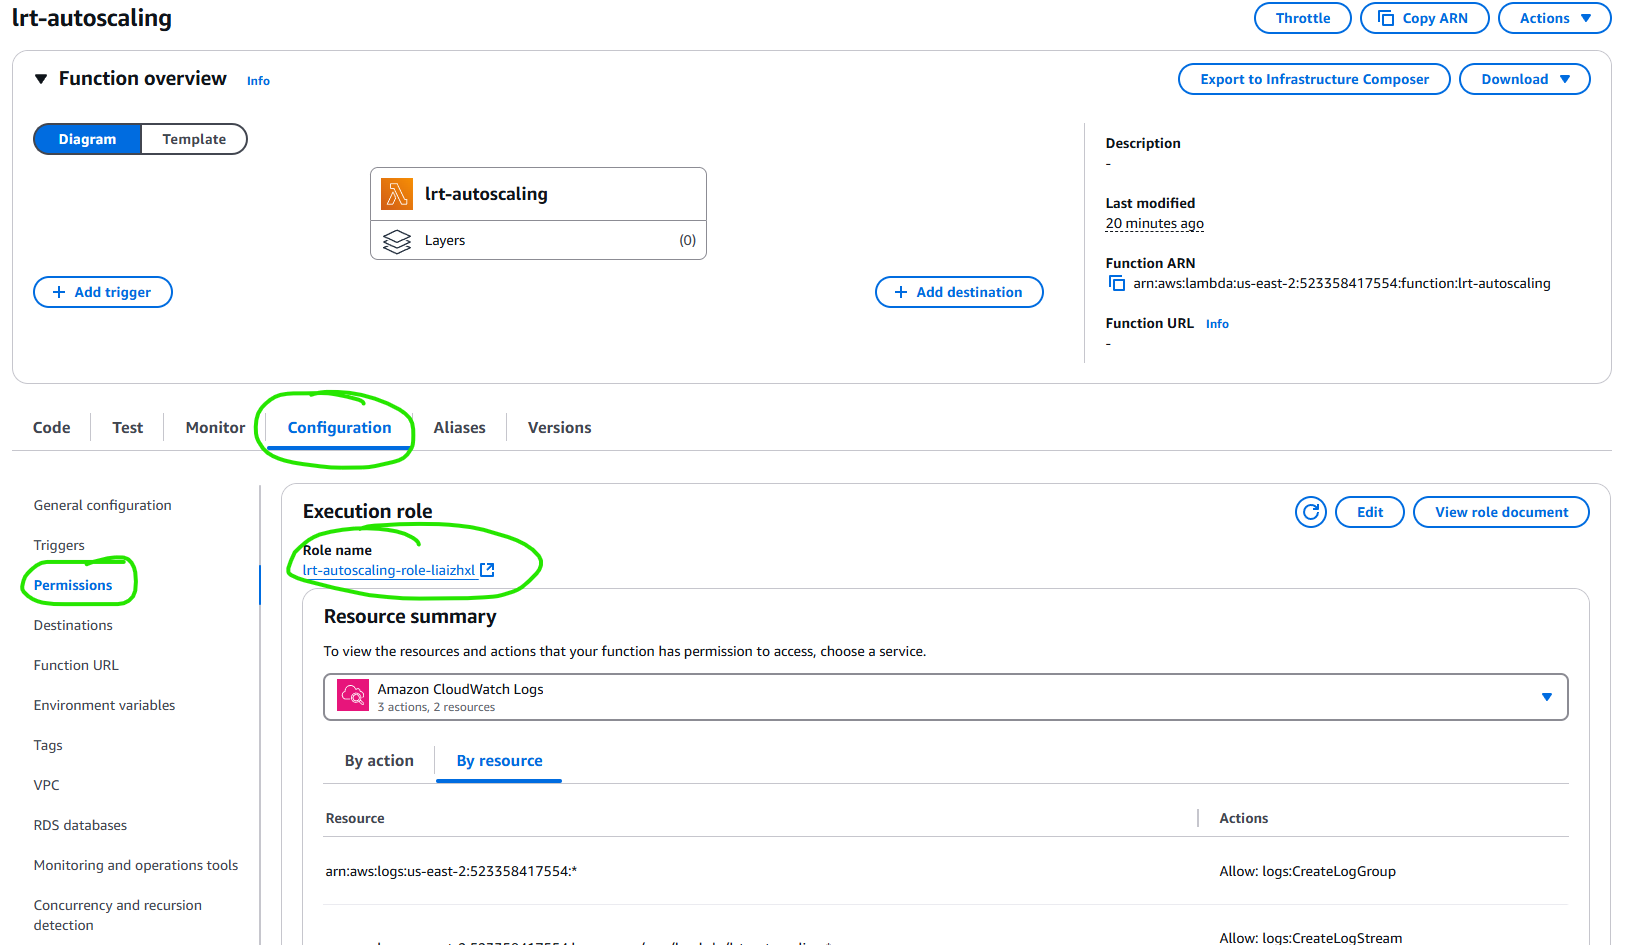 lrt-autoscaling
Throttle
Copy ARN
Actions
Function overview Info
Export to Infrastructure Composer
Download
Diagram
Template
lrt-autoscaling
Layers
(0)
Add trigger
Add destination
Description
-
Last modified
20 minutes ago
Function ARN
arn:aws:lambda:us-east-2:523358417554:function:lrt-autoscaling
Function URL Info
-
Code
Test
Monitor
Configuration
Aliases
Versions
General configuration
Triggers
Permissions
Destinations
Function URL
Environment variables
Tags
VPC
RDS databases
Monitoring and operations tools
Concurrency and recursion
detection
Execution role
Edit
View role document
Role name
lrt-autoscaling-role-liaizhxl
Resource summary
To view the resources and actions that your function has permission to access, choose a service.
Amazon CloudWatch Logs
3 actions, 2 resources
By action
By resource
Resource
Actions
arn:aws:logs:us-east-2:523358417554:*
Allow: logs:CreateLogGroup
Allow: logs:CreateLogStream